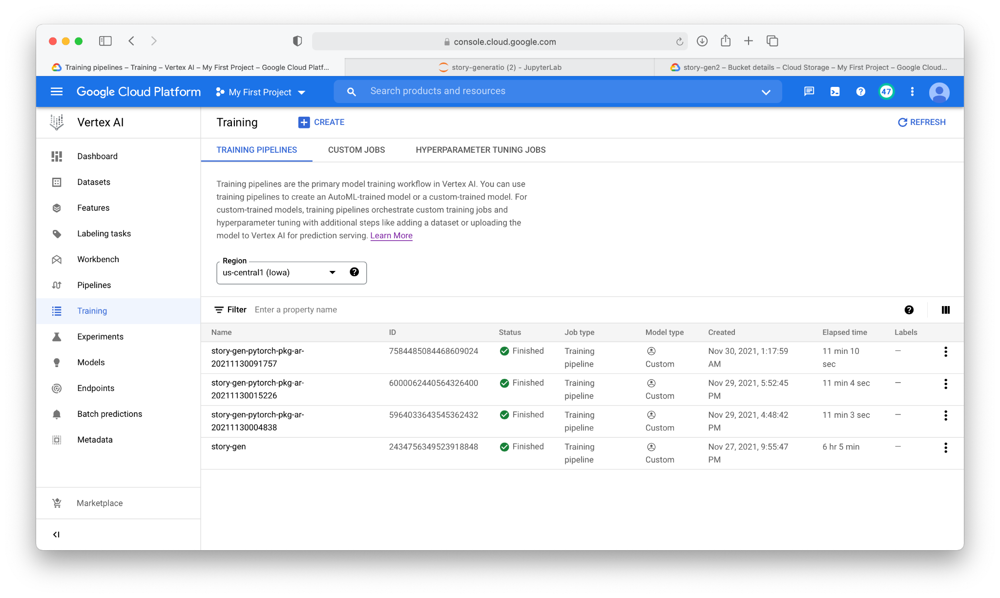 console.cloud.google.com
Training pipelines – Training – Vertex AI – My First Project – Google Cloud Platf...
story-generatio (2) - JupyterLab
story-gen2 – Bucket details – Cloud Storage – My First Project – Google Cloud...
Google Cloud Platform
My First Project
Search products and resources
47
Vertex AI
Training
CREATE
REFRESH
Dashboard
Datasets
Features
Labeling tasks
Workbench
Pipelines
Training
Experiments
Models
Endpoints
Batch predictions
Metadata
Marketplace
TRAINING PIPELINES
CUSTOM JOBS
HYPERPARAMETER TUNING JOBS
Training pipelines are the primary model training workflow in Vertex AI. You can use
training pipelines to create an AutoML-trained model or a custom-trained model. For
custom-trained models, training pipelines orchestrate custom training jobs and
hyperparameter tuning with additional steps like adding a dataset or uploading the
model to Vertex AI for prediction serving. Learn More
Region
us-central1 (Iowa)
Filter Enter a property name
Name ID Status Job type Model type Created Elapsed time Labels
story-gen-pytorch-pkg-ar- 7584485084468609024 Finished Training Nov 30, 2021, 1:17:59 11 min 10 —
20211130091757 pipeline Custom AM sec
story-gen-pytorch-pkg-ar- 6000062440564326400 Finished Training Nov 29, 2021, 5:52:45 11 min 4 sec —
20211130015226 pipeline Custom PM
story-gen-pytorch-pkg-ar- 5964033643545362432 Finished Training Nov 29, 2021, 4:48:42 11 min 3 sec —
20211130004838 pipeline Custom PM
story-gen 2434756349523918848 Finished Training Nov 27, 2021, 9:55:47 6 hr 5 min —
pipeline Custom PM